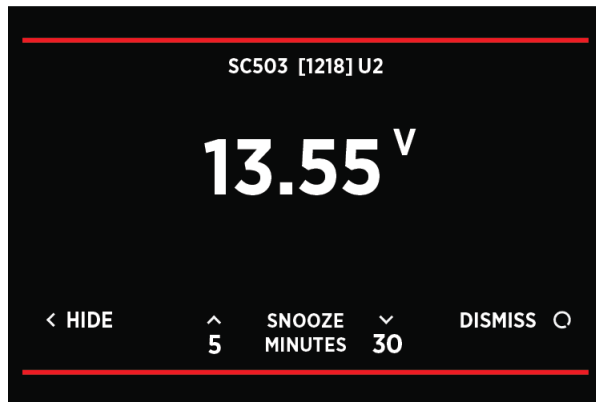 SC503 [1218] U2
13.55 V
< HIDE
SNOOZE
5 MINUTES 30
DISMISS